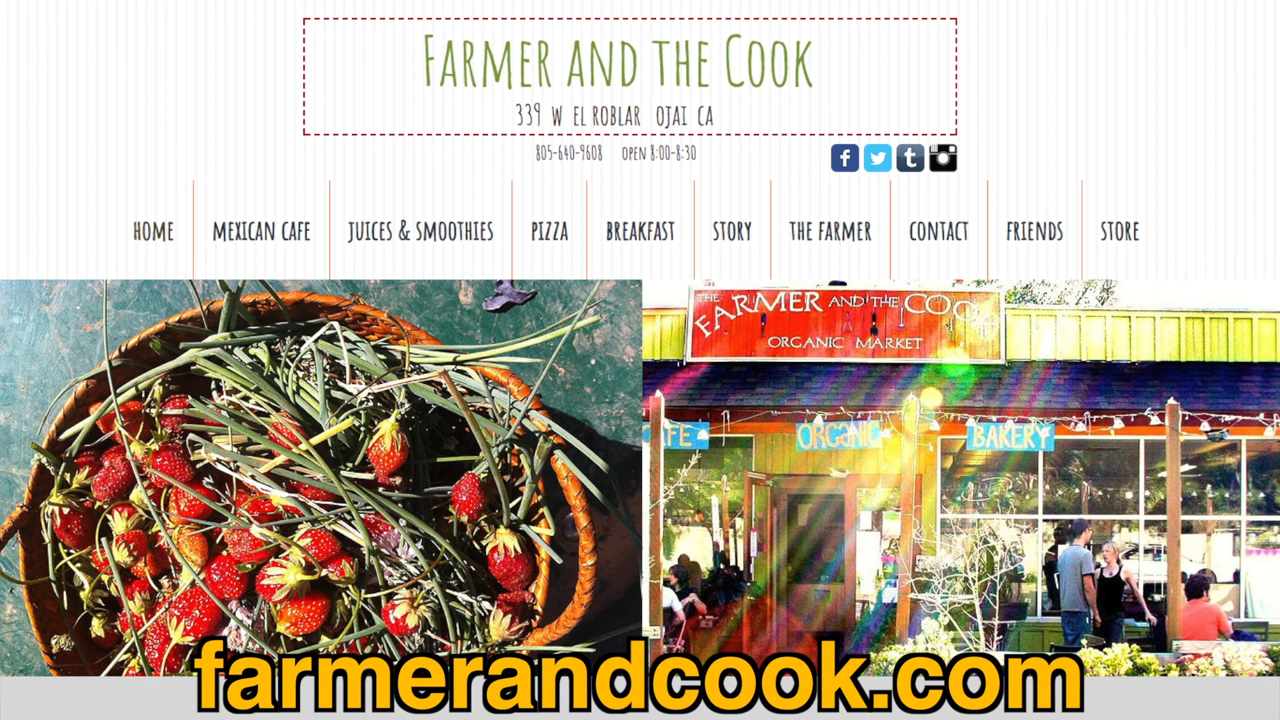 Farmer and the Cook
339 W El Roblar Ojai CA
805-640-9608 open 8:00-8:30
f t
HOME MEXICAN CAFE JUICES & SMOOTHIES PIZZA BREAKFAST STORY THE FARMER CONTACT FRIENDS STORE
THE FARMER AND THE COOK
ORGANIC MARKET
AFE ORGANIC BAKERY
farmerandcook.com